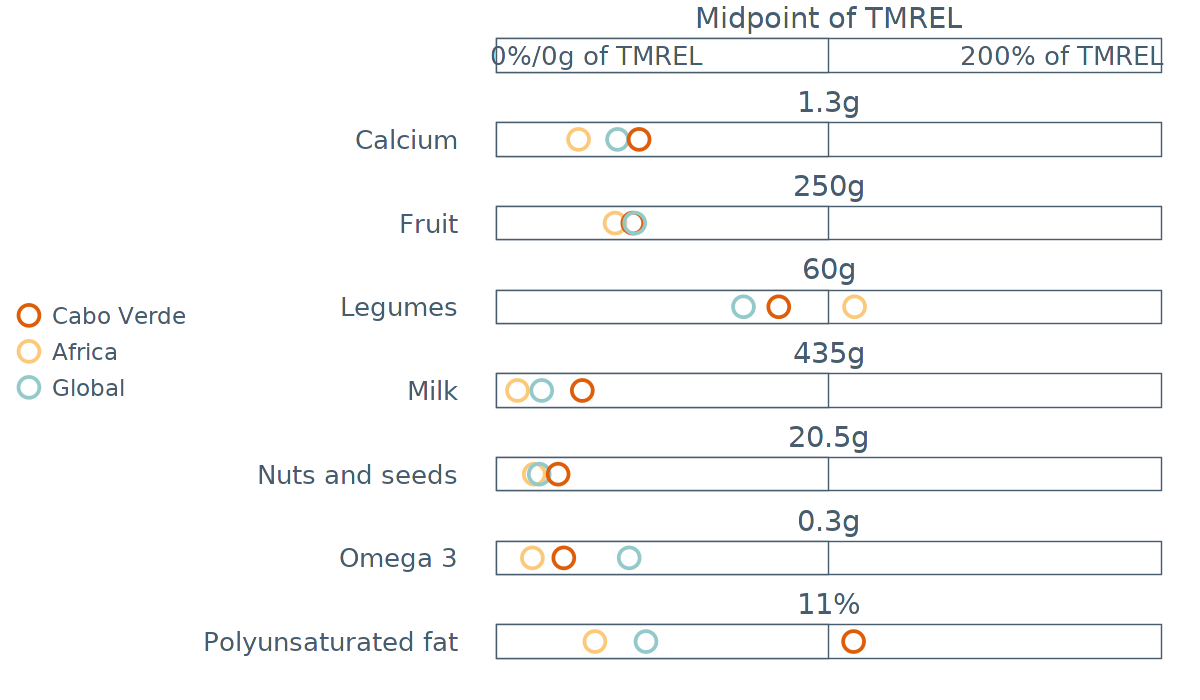 Midpoint of TMREL
0%/0g of TMREL 200% of TMREL
1.3g
Calcium
250g
Fruit
60g
Legumes
435g
Milk
20.5g
Nuts and seeds
0.3g
Omega 3
11%
Polyunsaturated fat
Cabo Verde
Africa
Global